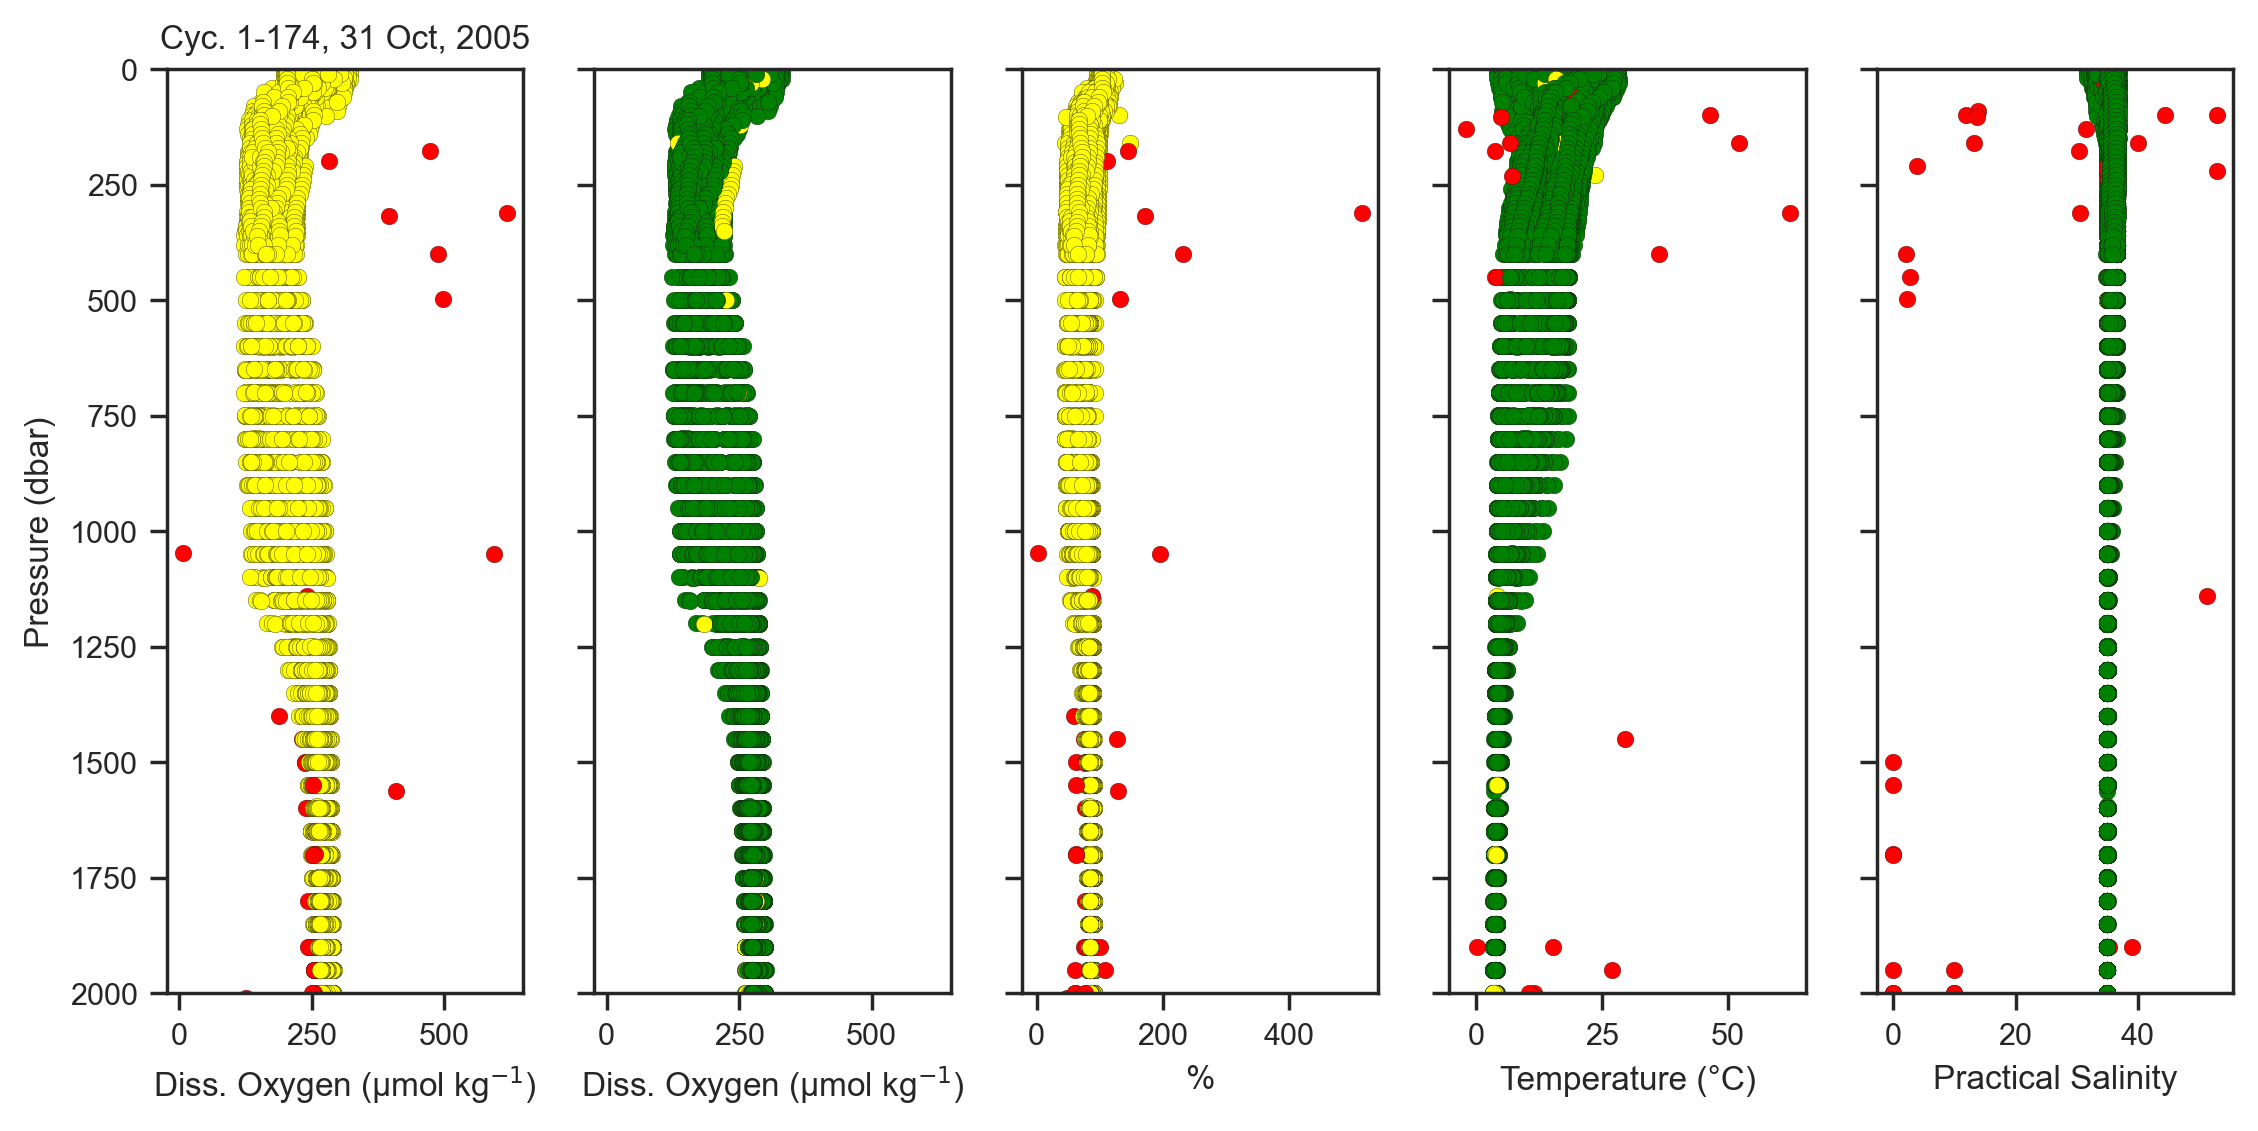 Cyc. 1-174, 31 Oct, 2005
Pressure (dbar)
0
250
500
750
1000
1250
1500
1750
2000
0 250 500
0 250 500
0 200 400
0 25 50
0 20 40
Diss. Oxygen (μmol kg⁻¹)
Diss. Oxygen (μmol kg⁻¹)
%
Temperature (°C)
Practical Salinity